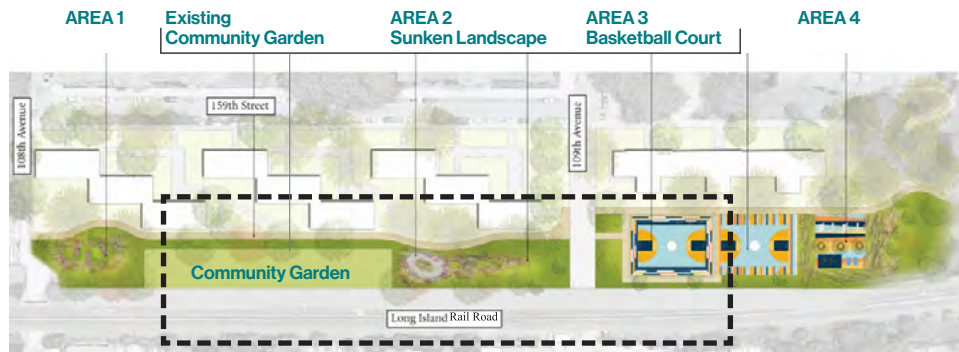 AREA 1
Existing
Community Garden
AREA 2
Sunken Landscape
AREA 3
Basketball Court
AREA 4
108th Avenue
159th Street
109th Avenue
Community Garden
Long Island Rail Road